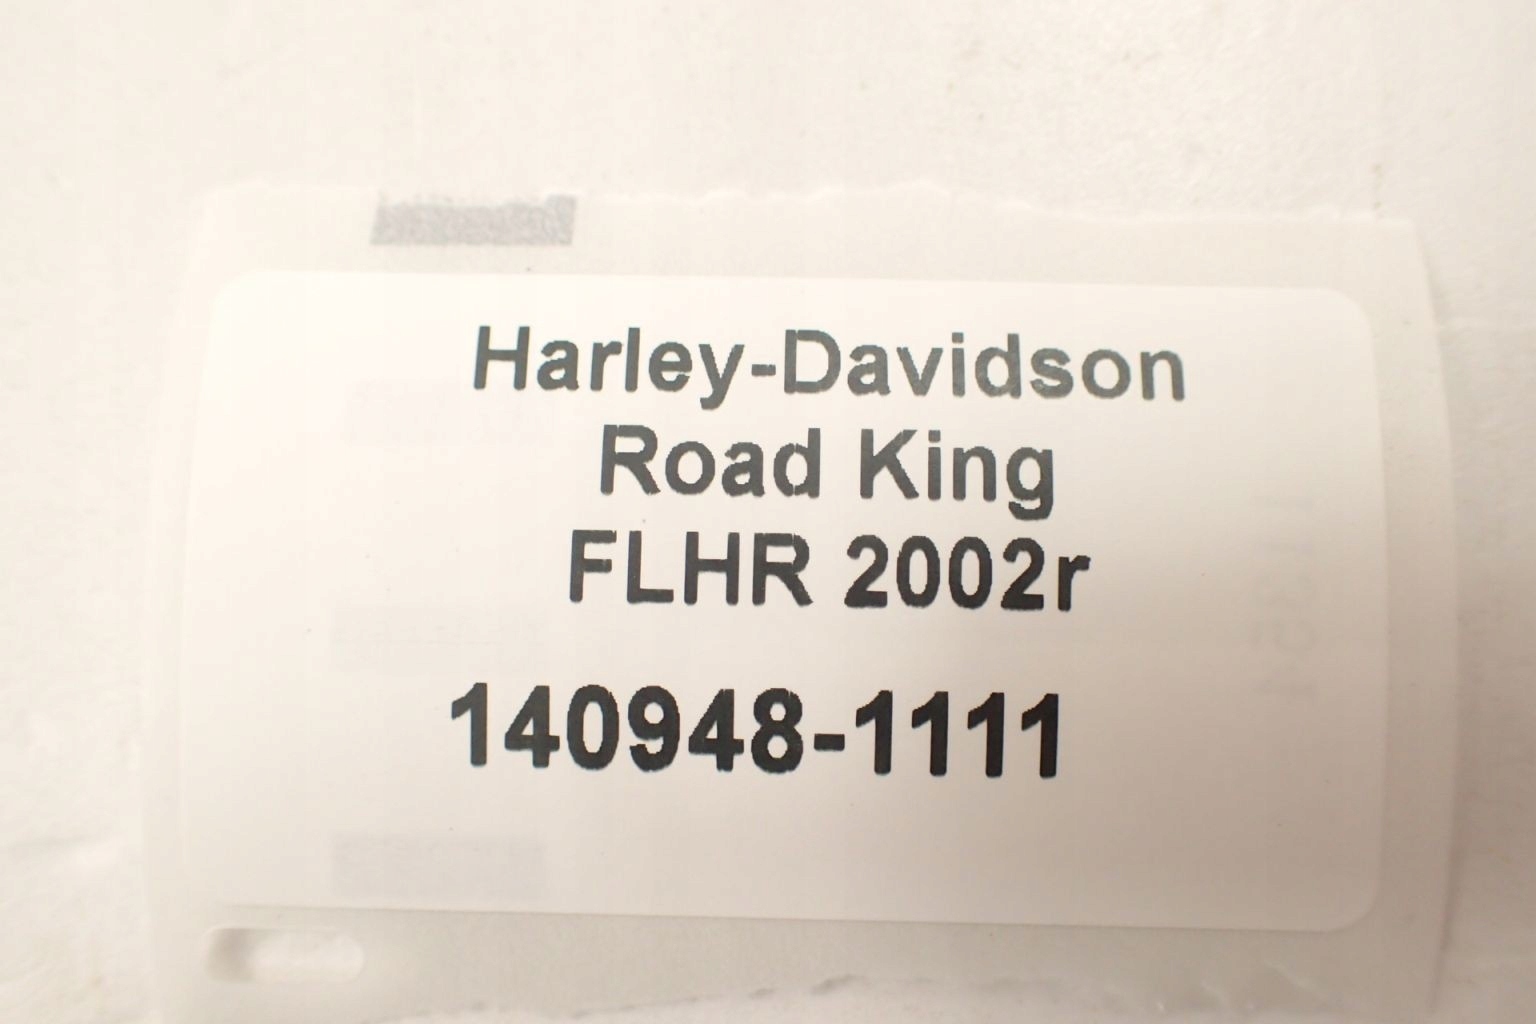 Harley-Davidson
Road King
FLHR 2002r
140948-1111